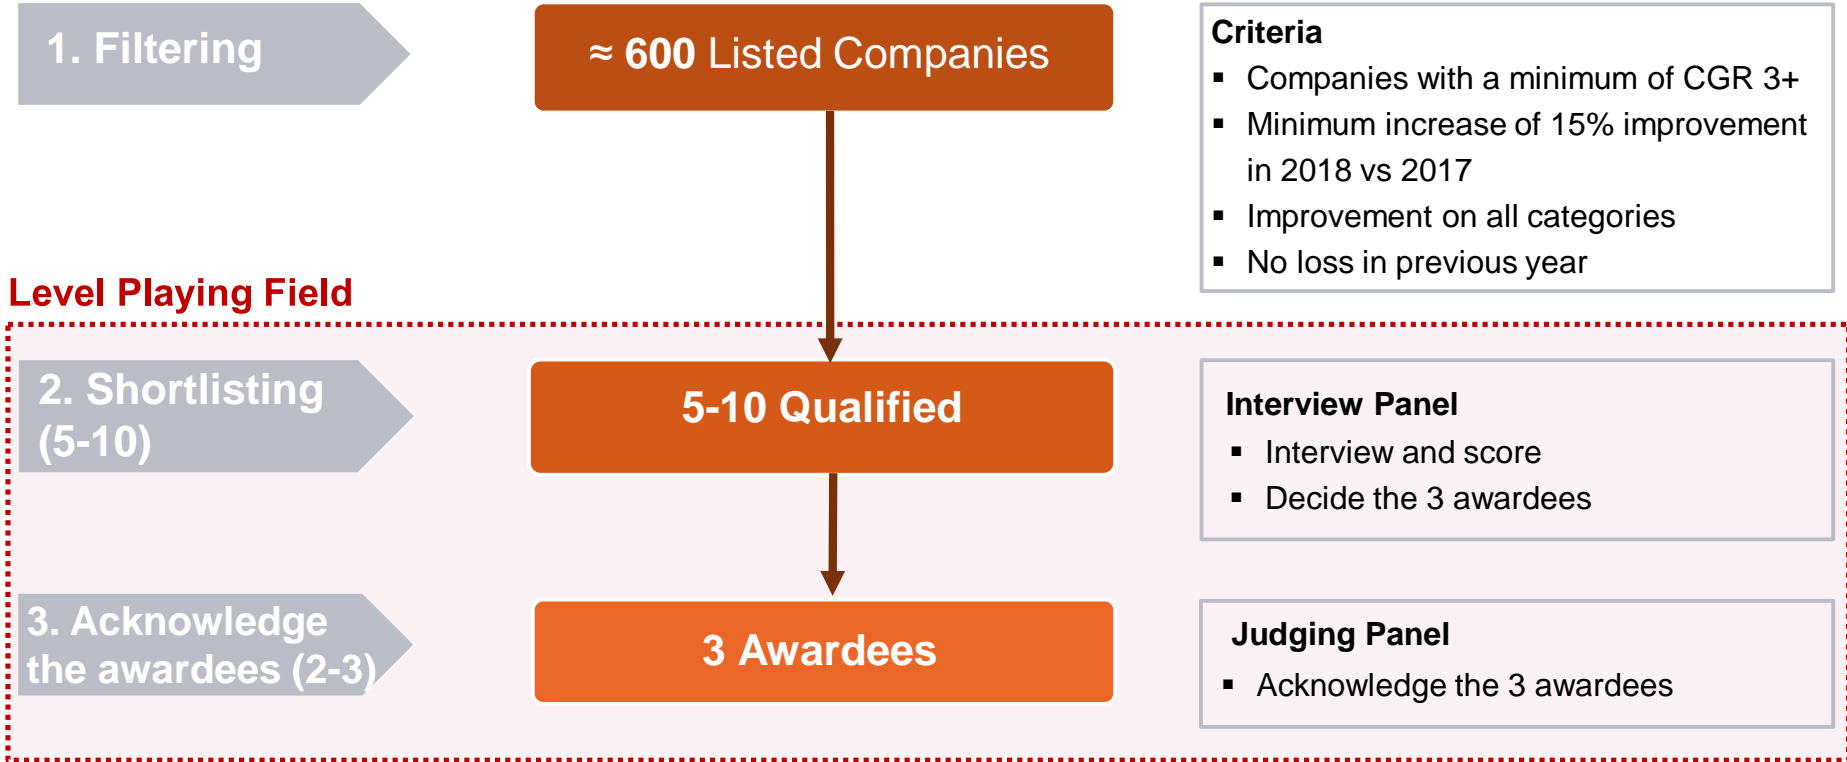 1. Filtering
≈ 600 Listed Companies
Criteria
▪ Companies with a minimum of CGR 3+
▪ Minimum increase of 15% improvement
in 2018 vs 2017
▪ Improvement on all categories
▪ No loss in previous year
Level Playing Field
2. Shortlisting
(5-10)
5-10 Qualified
Interview Panel
▪ Interview and score
▪ Decide the 3 awardees
3. Acknowledge
the awardees (2-3)
3 Awardees
Judging Panel
▪ Acknowledge the 3 awardees